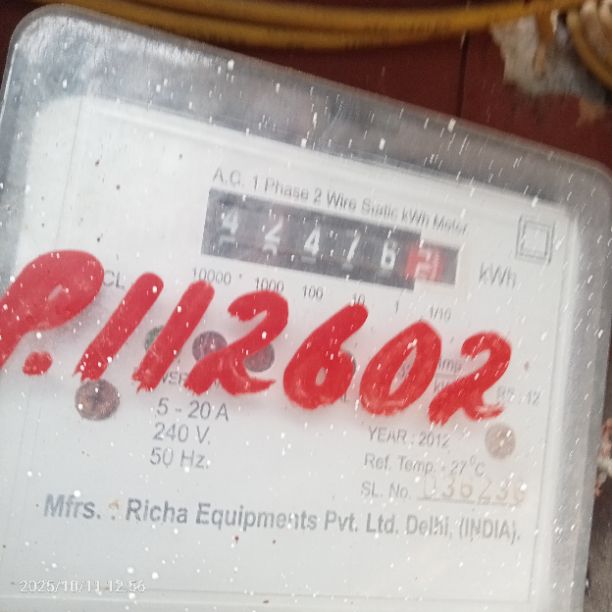 A.C. 1 Phase 2 Wire Static kWh Meter
4 2 4 7 6
kWh
CL
10000 1000 100 10 1 1/10
P.112602
5 - 20 A
240 V.
50 Hz.
YEAR : 2012
Ref. Temp. - 27°C
SL. No.
Mfrs. : Richa Equipments Pvt. Ltd. Delhi, (INDIA).
2025/10/11 12:56